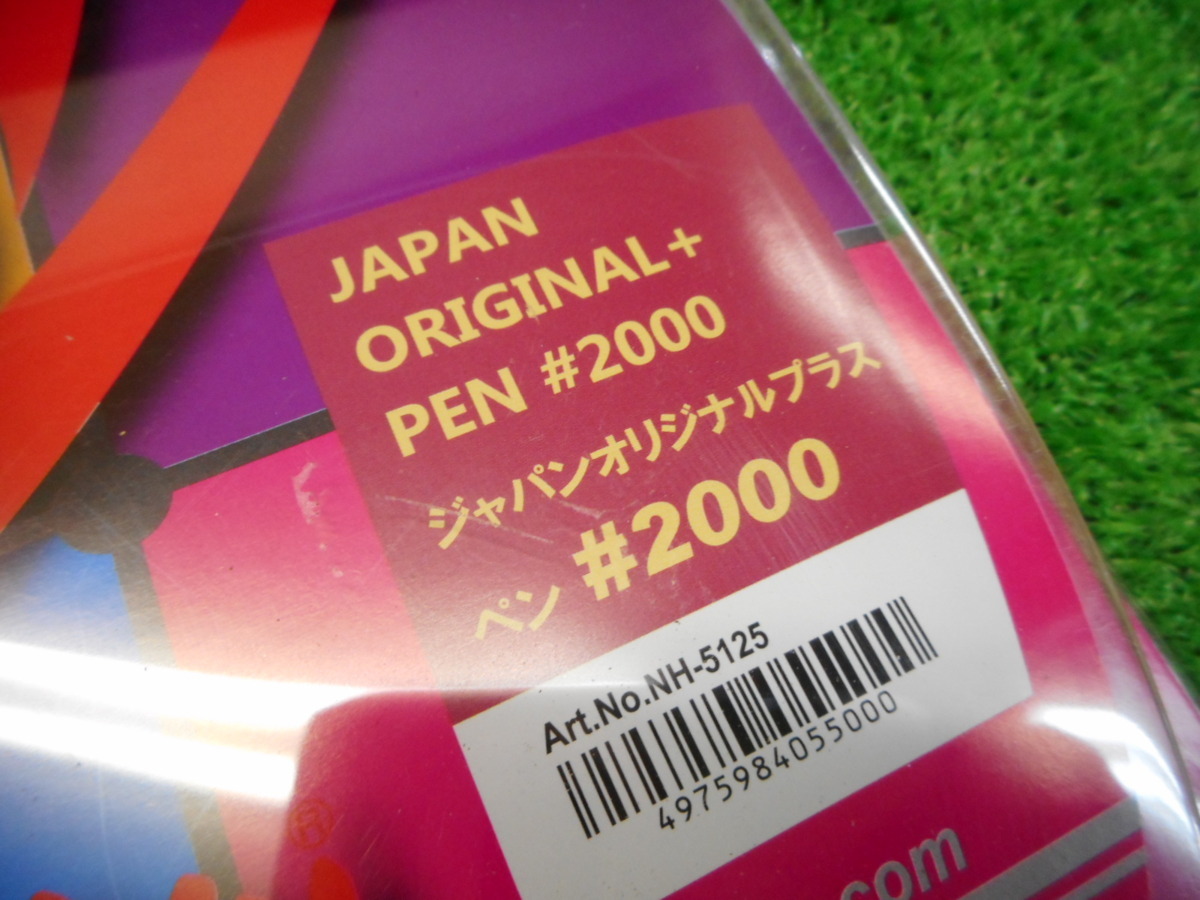 JAPAN
ORIGINAL+
PEN #2000
ジャパンオリジナルプラス
ペン #2000
Art.No.NH-5125
4975984055000
®
.com